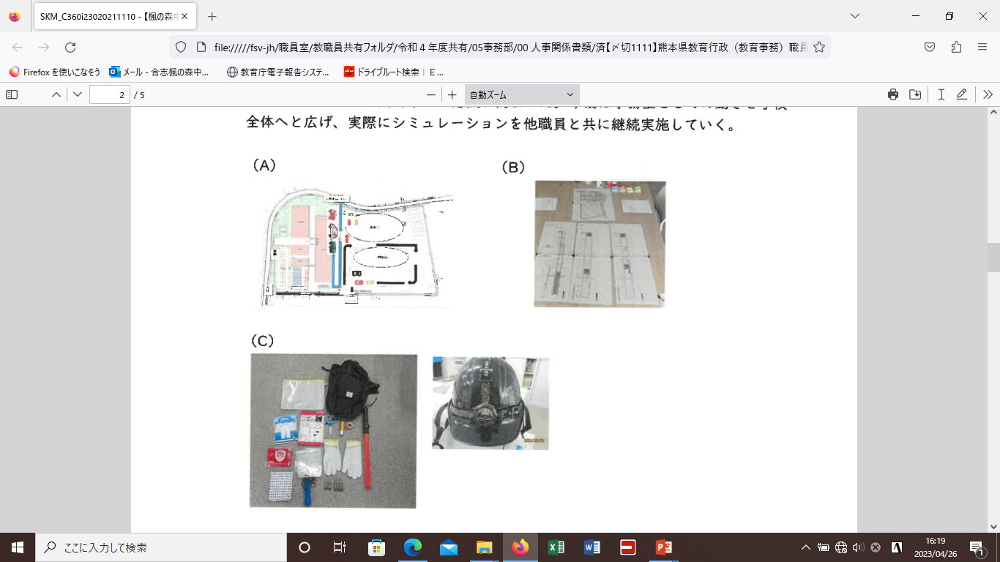 SKM_C360i23020211110 - 【楓の森中
file://///fsv-jh/職員室/教職員共有フォルダ/令和４年度共有/05事務部/00 人事関係書類/済【〆切1111】熊本県教育行政（教育事務）職員
Firefox を使いこなそう
メール - 合志楓の森中...
教育庁電子報告システ...
ドライブルート検索｜ E ...
2 / 5
自動ズーム
全体へと広げ、実際にシミュレーションを他職員と共に継続実施していく。
（A）
（B）
（C）
ここに入力して検索
A
16:19
2023/04/26
1